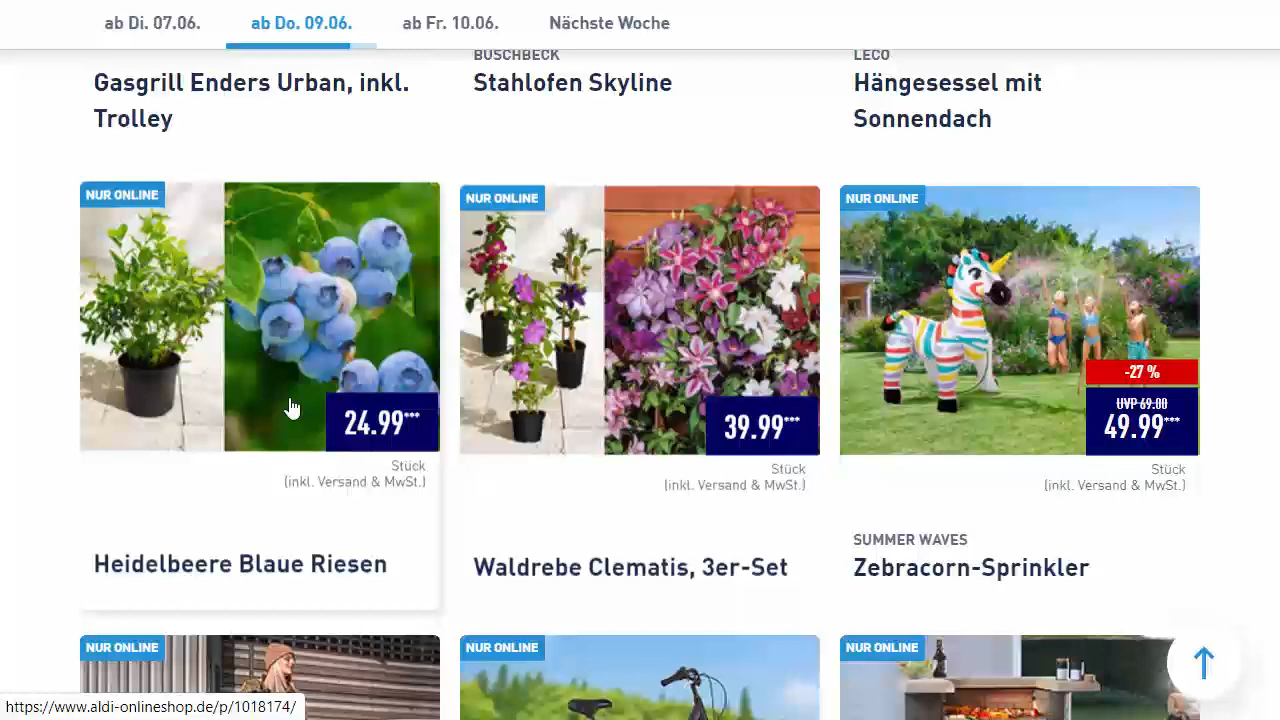 ab Di. 07.06.
ab Do. 09.06.
ab Fr. 10.06.
Nächste Woche
BUSCHBECK
LECO
Gasgrill Enders Urban, inkl.
Trolley
Stahlofen Skyline
Hängesessel mit
Sonnendach
NUR ONLINE
24.99***
Stück
(inkl. Versand & MwSt.)
Heidelbeere Blaue Riesen
NUR ONLINE
39.99***
Stück
(inkl. Versand & MwSt.)
Waldrebe Clematis, 3er-Set
NUR ONLINE
-27 %
UVP 69.00
49.99***
Stück
(inkl. Versand & MwSt.)
SUMMER WAVES
Zebracorn-Sprinkler
NUR ONLINE
NUR ONLINE
NUR ONLINE
https://www.aldi-onlineshop.de/p/1018174/